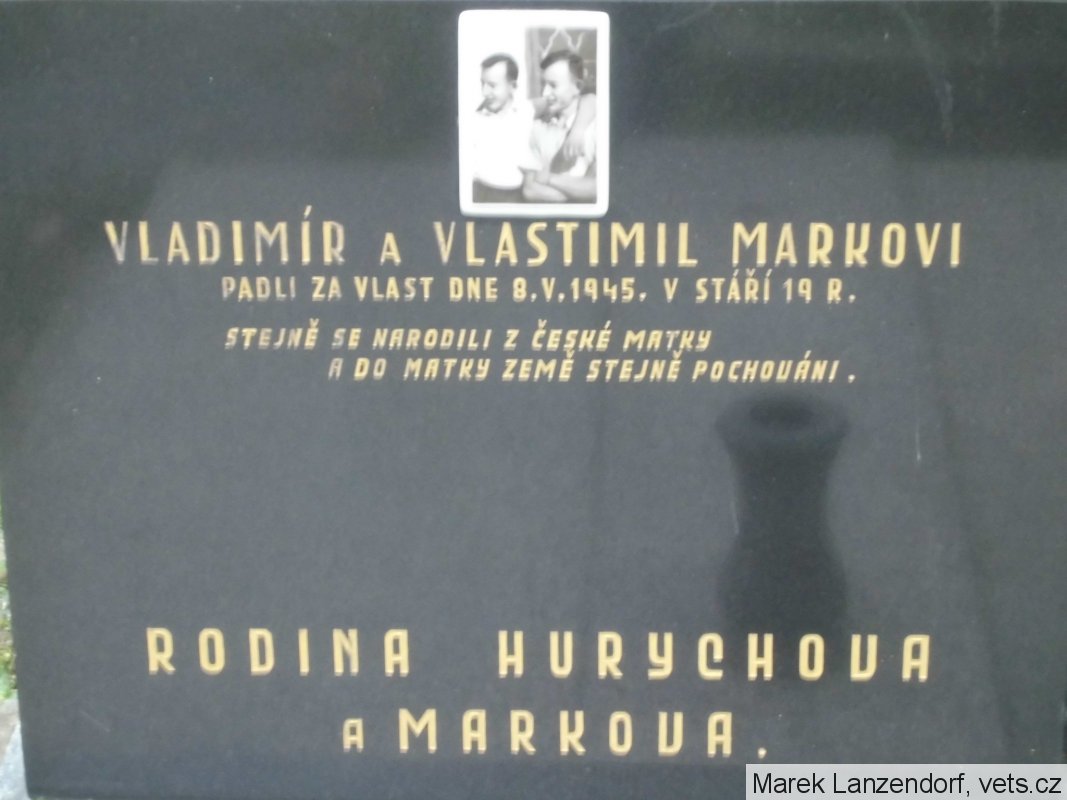 VLADIMÍR A VLASTIMIL MARKOVI
PADLI ZA VLAST DNE 8.V.1945. V STÁŘÍ 19 R.
STEJNĚ SE NARODILI Z ČESKÉ MATKY
A DO MATKY ZEMĚ STEJNĚ POCHOVÁNI.
RODINA HURYCHOVA
A MARKOVA.
Marek Lanzendorf, vets.cz